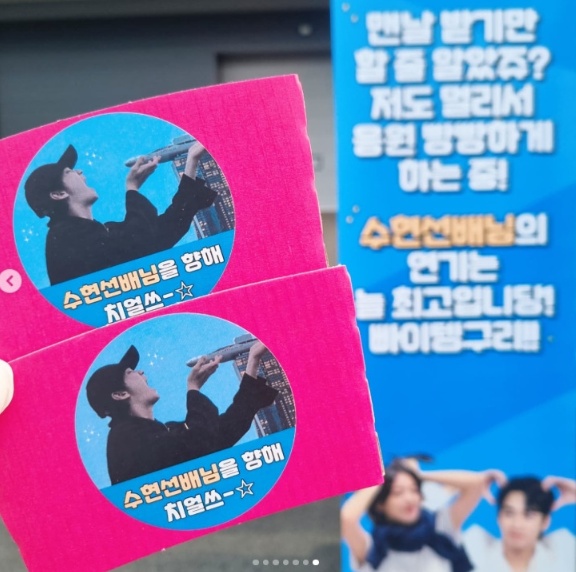 수현선배님을 향해
치얼쓰-☆
수현선배님을 향해
치얼쓰-☆
맨날 받기만
할 줄 알았죠?
저도 멀리서
응원 빵빵하게
하는 중!
수현선배님의
연기는
늘 최고입니당!
빠이팅구리!!